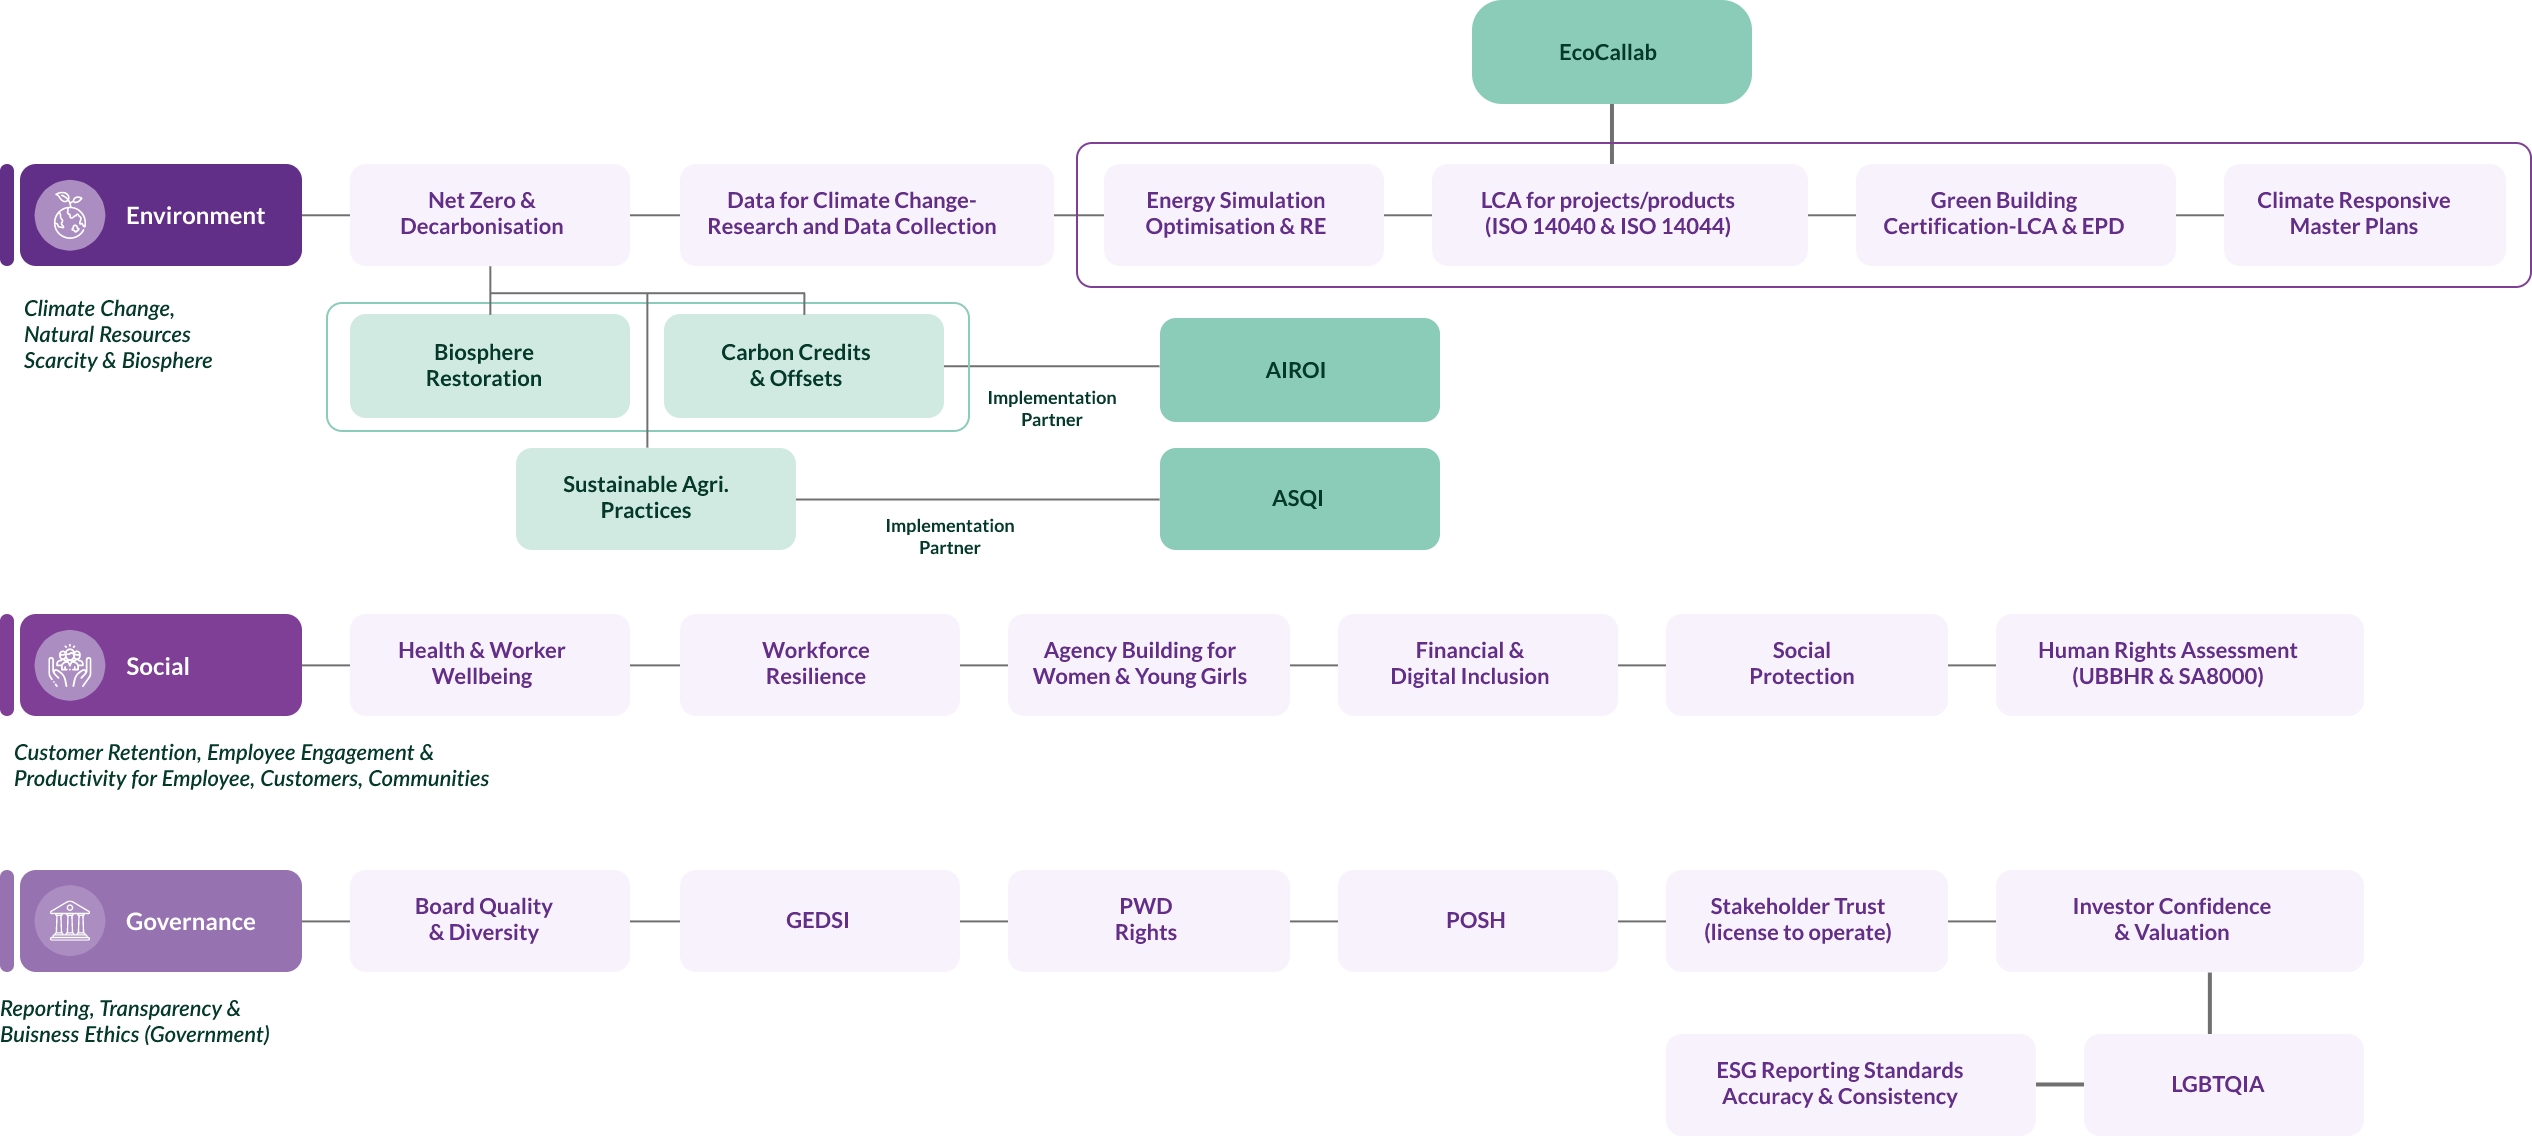 EcoCallab
Environment
Net Zero &
Decarbonisation
Data for Climate Change-
Research and Data Collection
Energy Simulation
Optimisation & RE
LCA for projects/products
(ISO 14040 & ISO 14044)
Green Building
Certification-LCA & EPD
Climate Responsive
Master Plans
Climate Change,
Natural Resources
Scarcity & Biosphere
Biosphere
Restoration
Carbon Credits
& Offsets
Implementation
Partner
AIROI
Sustainable Agri.
Practices
Implementation
Partner
ASQI
Social
Health & Worker
Wellbeing
Workforce
Resilience
Agency Building for
Women & Young Girls
Financial &
Digital Inclusion
Social
Protection
Human Rights Assessment
(UBBHR & SA8000)
Customer Retention, Employee Engagement &
Productivity for Employee, Customers, Communities
Governance
Board Quality
& Diversity
GEDSI
PWD
Rights
POSH
Stakeholder Trust
(license to operate)
Investor Confidence
& Valuation
Reporting, Transparency &
Buisness Ethics (Government)
ESG Reporting Standards
Accuracy & Consistency
LGBTQIA